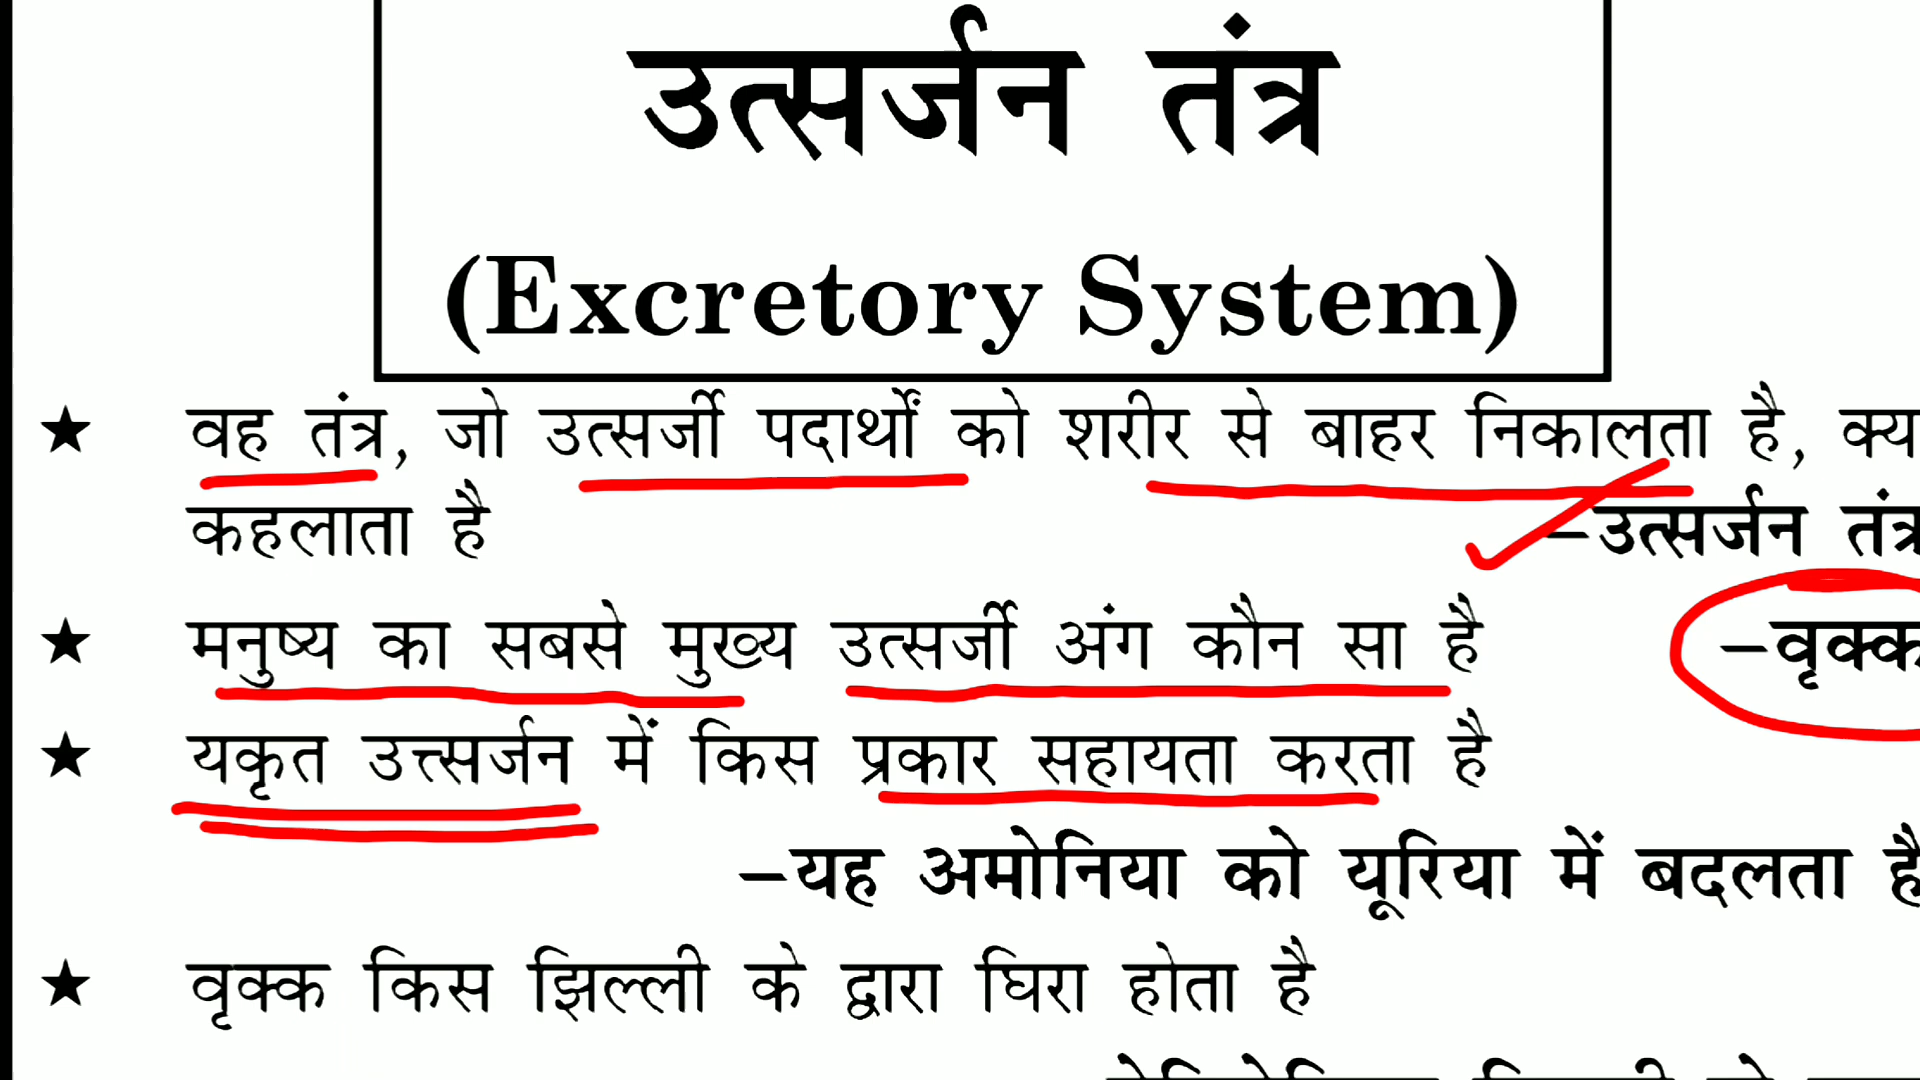 उत्सर्जन तंत्र
(Excretory System)
★ वह तंत्र, जो उत्सर्जी पदार्थों को शरीर से बाहर निकालता है, क्य
कहलाता है –उत्सर्जन तंत्र
★ मनुष्य का सबसे मुख्य उत्सर्जी अंग कौन सा है –वृक्क
★ यकृत उत्त्सर्जन में किस प्रकार सहायता करता है
–यह अमोनिया को यूरिया में बदलता है
★ वृक्क किस झिल्ली के द्वारा घिरा होता है